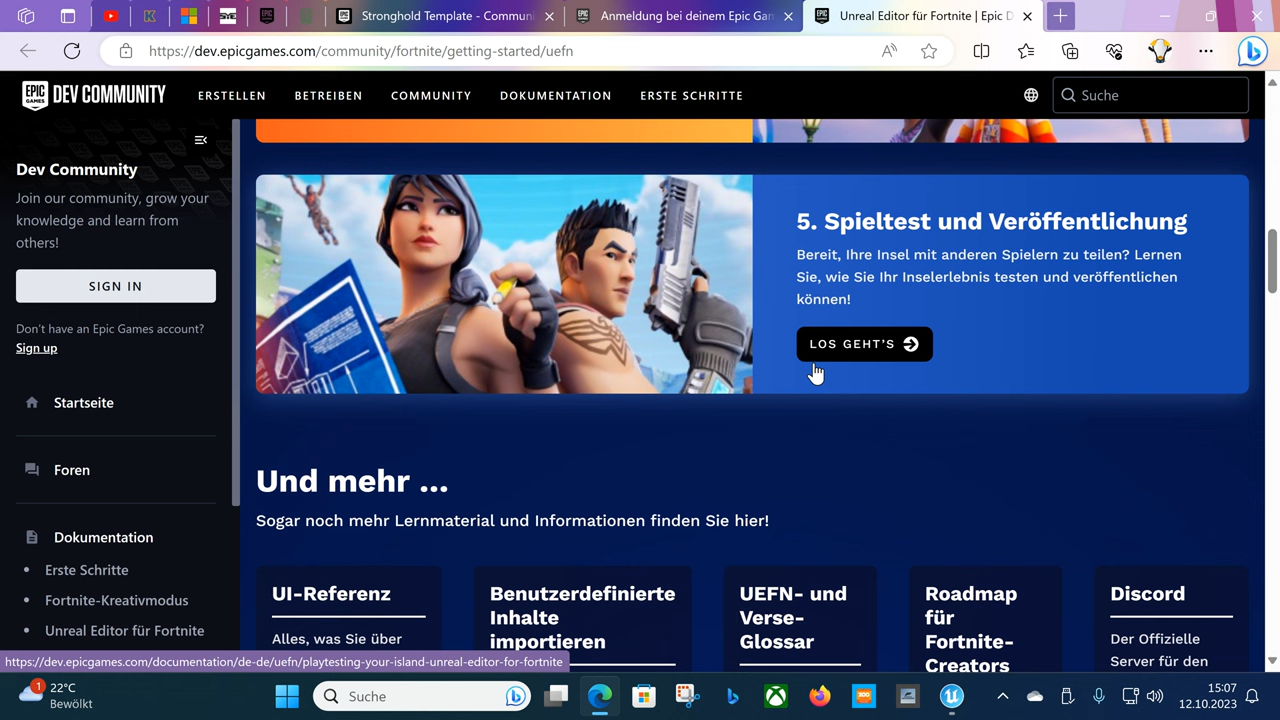 Stronghold Template - Communi
Anmeldung bei deinem Epic Gam
Unreal Editor für Fortnite | Epic D
https://dev.epicgames.com/community/fortnite/getting-started/uefn
EPIC GAMES
DEV COMMUNITY
ERSTELLEN
BETREIBEN
COMMUNITY
DOKUMENTATION
ERSTE SCHRITTE
Suche
Dev Community
Join our community, grow your
knowledge and learn from
others!
SIGN IN
Don't have an Epic Games account?
Sign up
Startseite
Foren
Dokumentation
Erste Schritte
Fortnite-Kreativmodus
Unreal Editor für Fortnite
5. Spieltest und Veröffentlichung
Bereit, Ihre Insel mit anderen Spielern zu teilen? Lernen
Sie, wie Sie Ihr Inselerlebnis testen und veröffentlichen
können!
LOS GEHT'S
Und mehr ...
Sogar noch mehr Lernmaterial und Informationen finden Sie hier!
UI-Referenz
Alles, was Sie über
Benutzerdefinierte
Inhalte
importieren
UEFN- und
Verse-
Glossar
Roadmap
für
Fortnite-
Creators
Discord
Der Offizielle
Server für den
https://dev.epicgames.com/documentation/de-de/uefn/playtesting-your-island-unreal-editor-for-fortnite
1
22°C
Bewölkt
Suche
15:07
12.10.2023